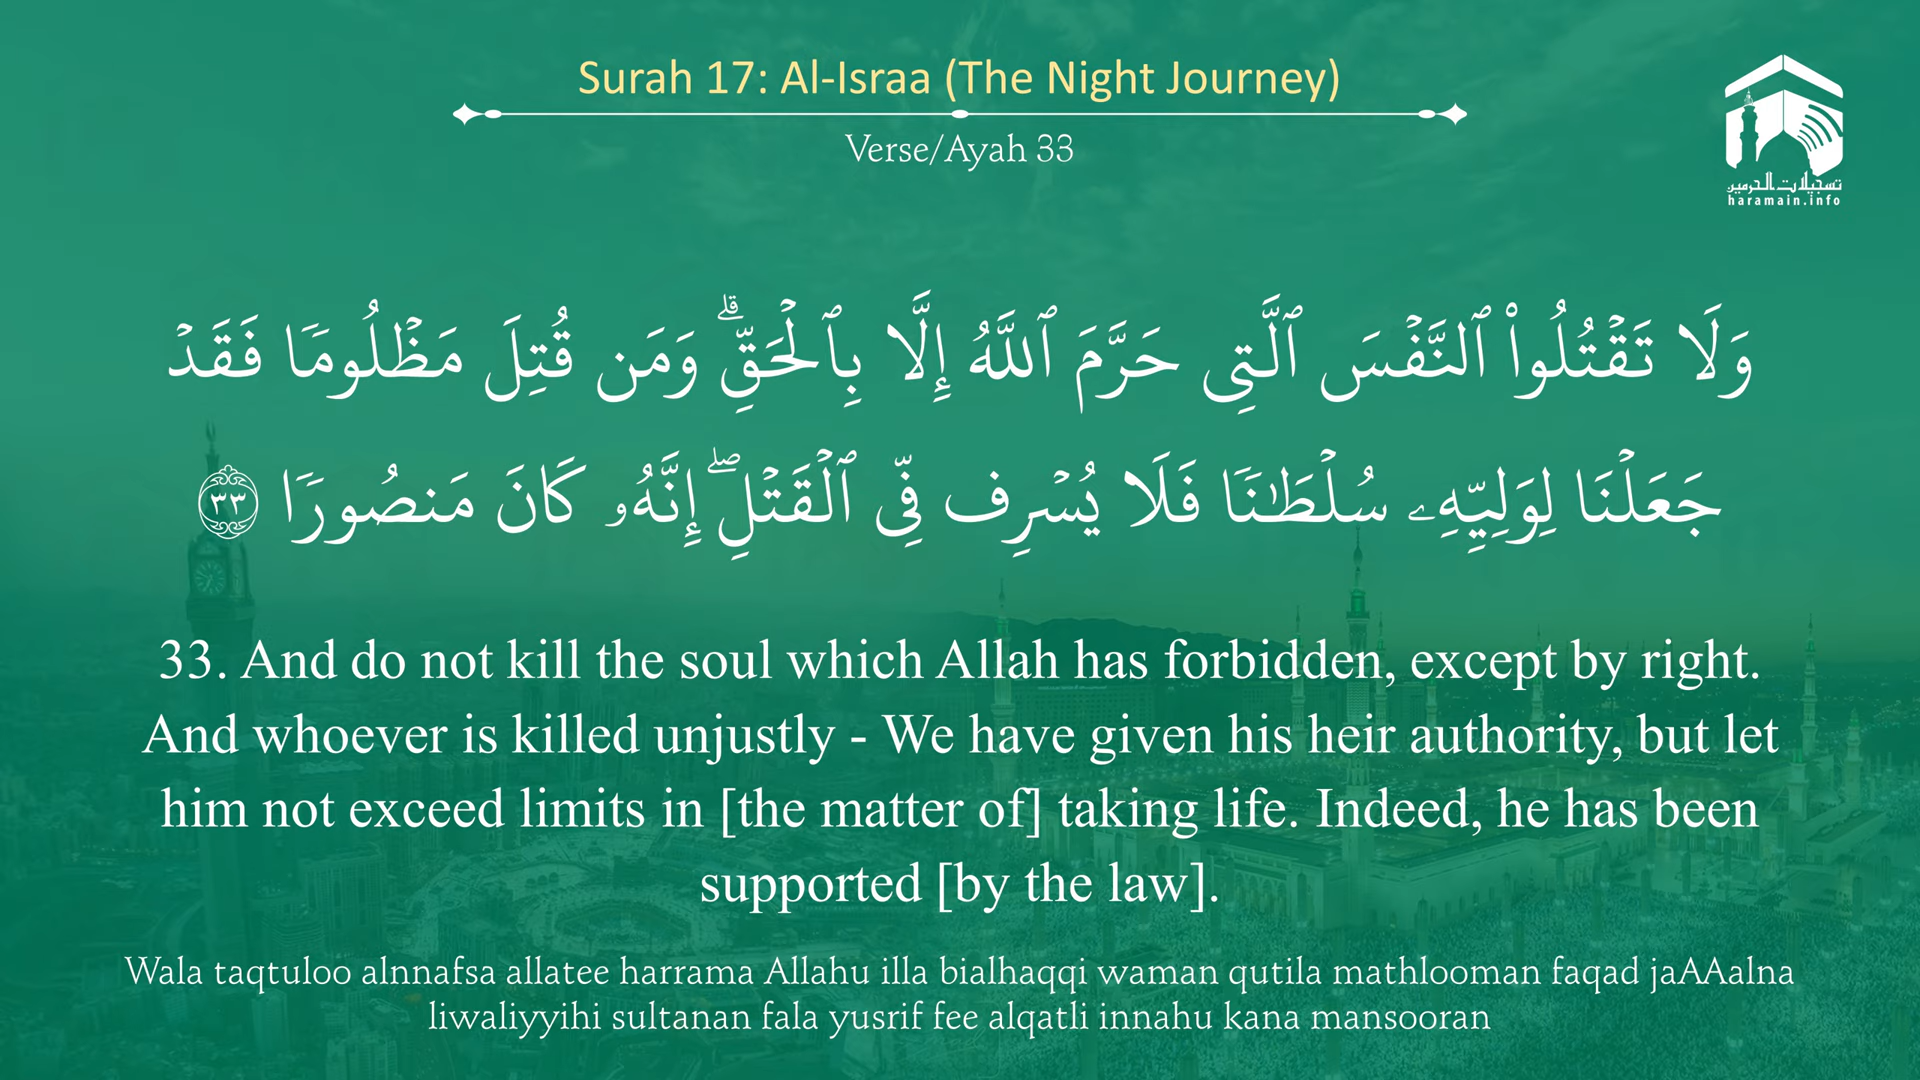 Surah 17: Al-Israa (The Night Journey)
Verse/Ayah 33
تسجيلات الحرمين
haramain.info
وَلَا تَقۡتُلُواْ ٱلنَّفۡسَ ٱلَّتِي حَرَّمَ ٱللَّهُ إِلَّا بِٱلۡحَقِّۗ وَمَن قُتِلَ مَظۡلُومٗا فَقَدۡ
جَعَلۡنَا لِوَلِيِّهِۦ سُلۡطَٰنٗا فَلَا يُسۡرِف فِّي ٱلۡقَتۡلِۖ إِنَّهُۥ كَانَ مَنصُورٗا ٣٣
33. And do not kill the soul which Allah has forbidden, except by right.
And whoever is killed unjustly - We have given his heir authority, but let
him not exceed limits in [the matter of] taking life. Indeed, he has been
supported [by the law].
Wala taqtuloo alnnafsa allatee harrama Allahu illa bialhaqqi waman qutila mathlooman faqad jaAAalna
liwaliyyihi sultanan fala yusrif fee alqatli innahu kana mansooran